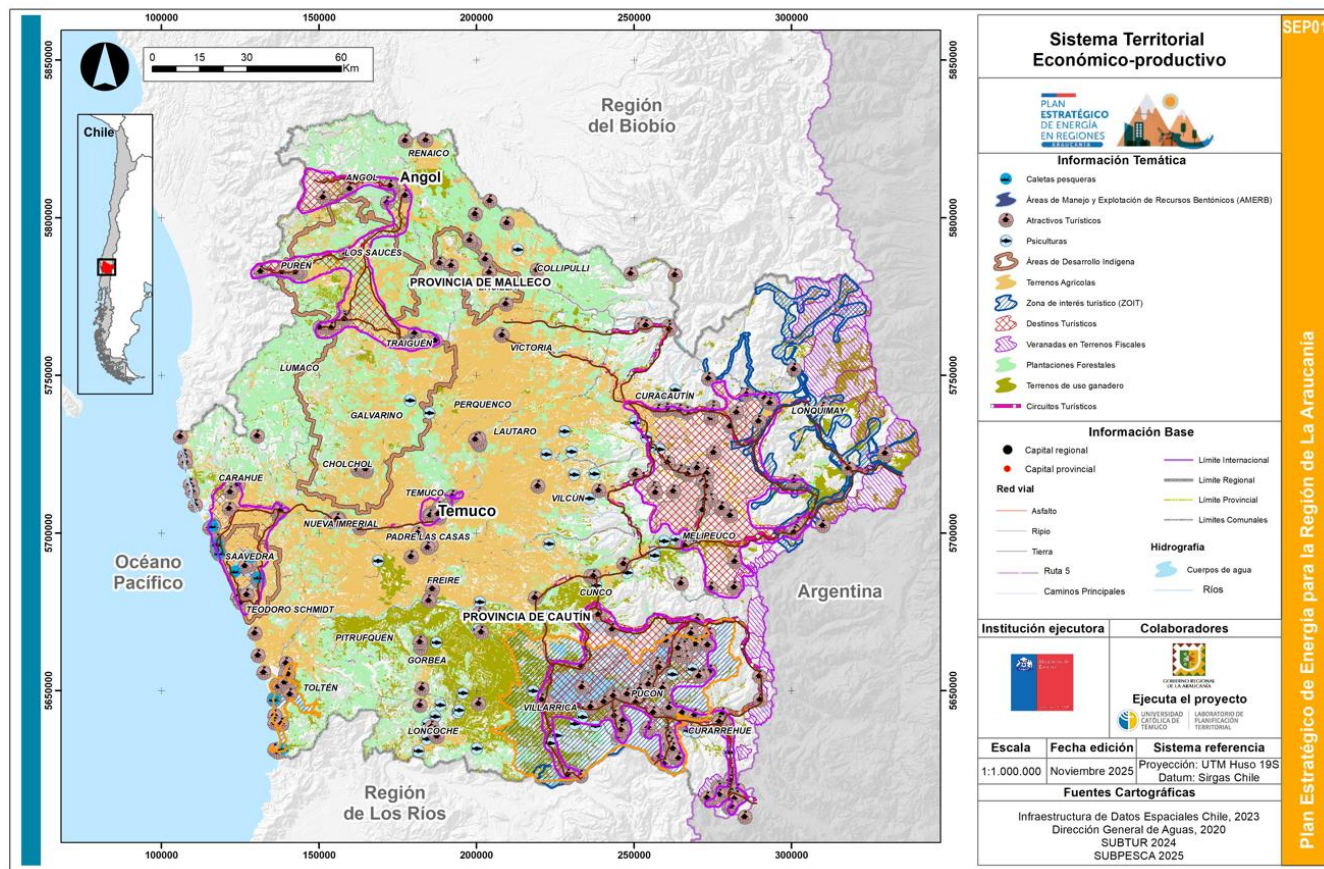 100000
150000
200000
250000
300000
5850000
5800000
5750000
5700000
5650000
0
15
30
60
Km
Chile
Región
del Biobío
RENAICO
ANGOL
Angol
LOS SAUCES
PURÉN
COLLIPULLI
PROVINCIA DE MALLECO
TRAIGUÉN
VICTORIA
LUMACO
CURACAUTÍN
LONQUIMAY
GALVARINO
PERQUENCO
LAUTARO
CHOLCHOL
CARAHUE
TEMUCO
VILCÚN
Temuco
NUEVA IMPERIAL
PADRE LAS CASAS
MELIPEUCO
Océano
Pacífico
SAAVEDRA
FREIRE
CUNCO
Argentina
TEODORO SCHMIDT
PROVINCIA DE CAUTÍN
PITRUFQUÉN
GORBEA
TOLTÉN
VILLARRICA
PUCÓN
LONCOCHE
CURARREHUE
Región
de Los Ríos
5850000
5800000
5750000
5700000
5650000
100000
150000
200000
250000
300000
Sistema Territorial
Económico-productivo
PLAN
ESTRATÉGICO
DE ENERGÍA
EN REGIONES
ARAUCANÍA
Información Temática
Caletas pesqueras
Áreas de Manejo y Explotación de Recursos Bentónicos (AMERB)
Atractivos Turísticos
Psiculturas
Áreas de Desarrollo Indígena
Terrenos Agrícolas
Zona de interés turístico (ZOIT)
Destinos Turísticos
Veranadas en Terrenos Fiscales
Plantaciones Forestales
Terrenos de uso ganadero
Circuitos Turísticos
Información Base
Capital regional
Capital provincial
Red vial
Asfalto
Ripio
Tierra
Ruta 5
Caminos Principales
Límite Internacional
Límite Regional
Límite Provincial
Límites Comunales
Hidrografía
Cuerpos de agua
Ríos
Institución ejecutora
Colaboradores
GOBIERNO REGIONAL
DE LA ARAUCANÍA
Ejecuta el proyecto
UNIVERSIDAD
CATÓLICA DE
TEMUCO
LABORATORIO DE
PLANIFICACIÓN
TERRITORIAL
Escala
Fecha edición
Sistema referencia
1:1.000.000
Noviembre 2025
Proyección: UTM Huso 19S
Datum: Sirgas Chile
Fuentes Cartográficas
Infraestructura de Datos Espaciales Chile, 2023
Dirección General de Aguas, 2020
SUBTUR 2024
SUBPESCA 2025
SEP01
Plan Estratégico de Energía para la Región de La Araucanía